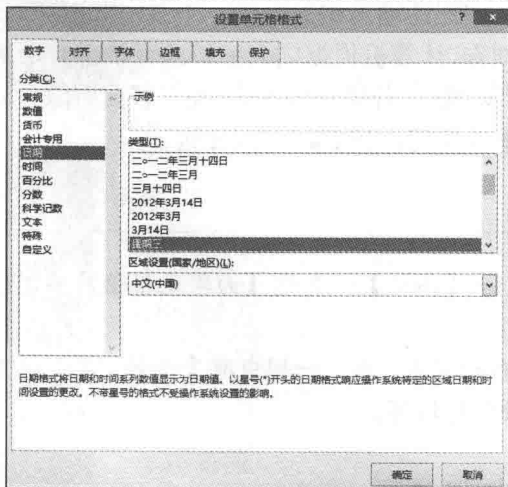 设置单元格格式
? ×
数字 对齐 字体 边框 填充 保护
分类(C):
常规
数值
货币
会计专用
日期
时间
百分比
分数
科学记数
文本
特殊
自定义
示例
类型(T):
二○一二年三月十四日
二○一二年三月
三月十四日
2012年3月14日
2012年3月
3月14日
星期三
区域设置(国家/地区)(L):
中文(中国)
日期格式将日期和时间系列数值显示为日期值。以星号(*)开头的日期格式响应操作系统特定的区域日期和时
间设置的更改。不带星号的格式不受操作系统设置的影响。
确定 取消